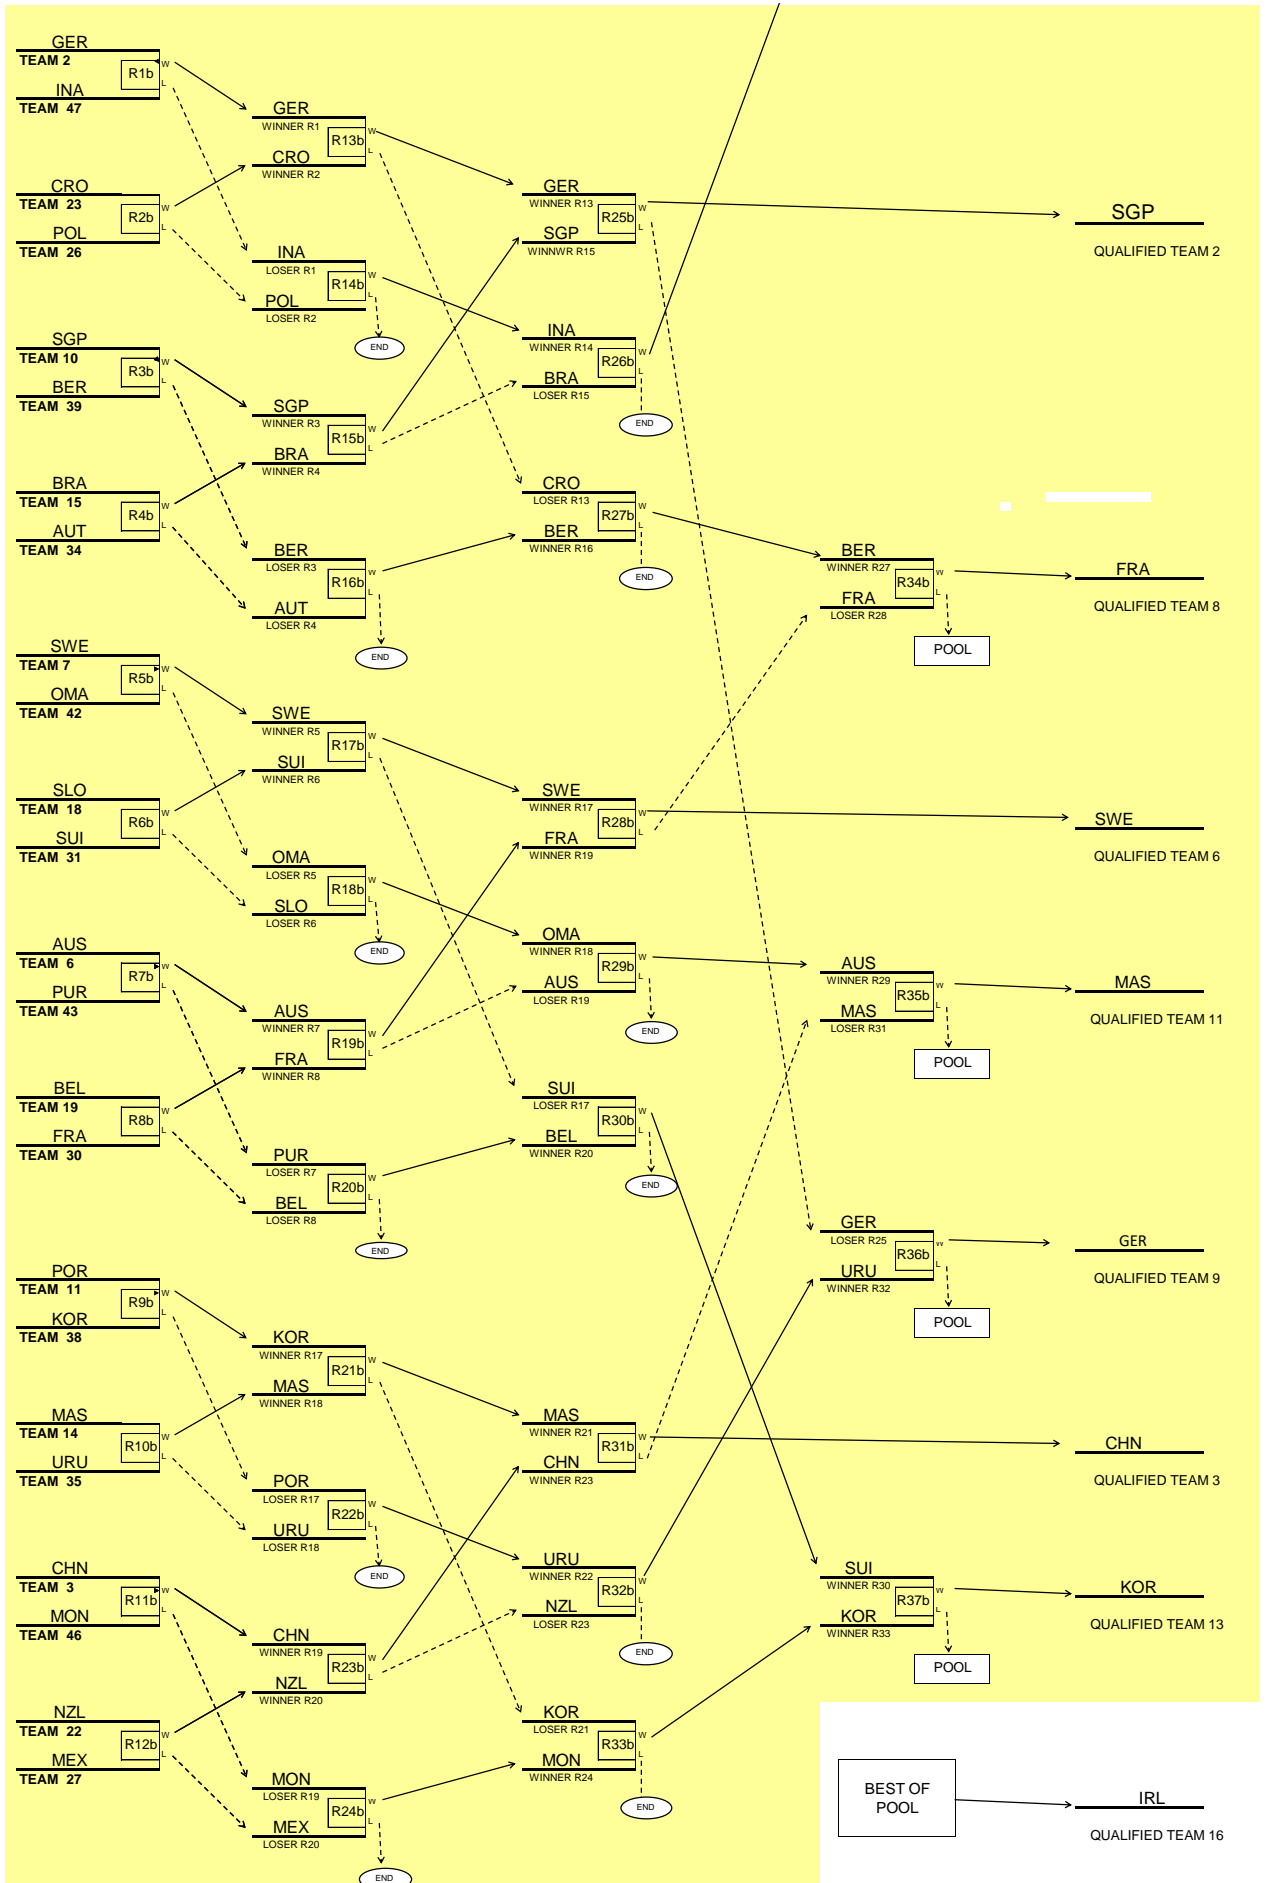 GER
TEAM 2
R1b
W
L
INA
TEAM 47
CRO
TEAM 23
R2b
W
L
POL
TEAM 26
SGP
TEAM 10
R3b
W
L
BER
TEAM 39
BRA
TEAM 15
R4b
W
L
AUT
TEAM 34
SWE
TEAM 7
R5b
W
L
OMA
TEAM 42
SLO
TEAM 18
R6b
W
L
SUI
TEAM 31
AUS
TEAM 6
R7b
W
L
PUR
TEAM 43
BEL
TEAM 19
R8b
W
L
FRA
TEAM 30
POR
TEAM 11
R9b
W
L
KOR
TEAM 38
MAS
TEAM 14
R10b
W
L
URU
TEAM 35
CHN
TEAM 3
R11b
W
L
MON
TEAM 46
NZL
TEAM 22
R12b
W
L
MEX
TEAM 27
GER
WINNER R1
R13b
W
L
CRO
WINNER R2
INA
LOSER R1
R14b
W
L
POL
LOSER R2
END
SGP
WINNER R3
R15b
W
L
BRA
WINNER R4
BER
LOSER R3
R16b
W
L
AUT
LOSER R4
END
SWE
WINNER R5
R17b
W
L
SUI
WINNER R6
OMA
LOSER R5
R18b
W
L
SLO
LOSER R6
END
AUS
WINNER R7
R19b
W
L
FRA
WINNER R8
PUR
LOSER R7
R20b
W
L
BEL
LOSER R8
END
KOR
WINNER R17
R21b
W
L
MAS
WINNER R18
POR
LOSER R17
R22b
W
L
URU
LOSER R18
END
CHN
WINNER R19
R23b
W
L
NZL
WINNER R20
MON
LOSER R19
R24b
W
L
MEX
LOSER R20
END
GER
WINNER R13
R25b
W
L
SGP
WINNWR R15
INA
WINNER R14
R26b
W
L
BRA
LOSER R15
END
CRO
LOSER R13
R27b
W
L
BER
WINNER R16
END
SWE
WINNER R17
R28b
W
L
FRA
WINNER R19
OMA
WINNER R18
R29b
W
L
AUS
LOSER R19
END
SUI
LOSER R17
R30b
W
L
BEL
WINNER R20
END
MAS
WINNER R21
R31b
W
L
CHN
WINNER R23
URU
WINNER R22
R32b
W
L
NZL
LOSER R23
END
KOR
LOSER R21
R33b
W
L
MON
WINNER R24
END
BER
WINNER R27
R34b
W
L
FRA
LOSER R28
POOL
AUS
WINNER R29
R35b
W
L
MAS
LOSER R31
POOL
GER
LOSER R25
R36b
W
L
URU
WINNER R32
POOL
SUI
WINNER R30
R37b
W
L
KOR
WINNER R33
POOL
BEST OF
POOL
SGP
QUALIFIED TEAM 2
FRA
QUALIFIED TEAM 8
SWE
QUALIFIED TEAM 6
MAS
QUALIFIED TEAM 11
GER
QUALIFIED TEAM 9
CHN
QUALIFIED TEAM 3
KOR
QUALIFIED TEAM 13
IRL
QUALIFIED TEAM 16